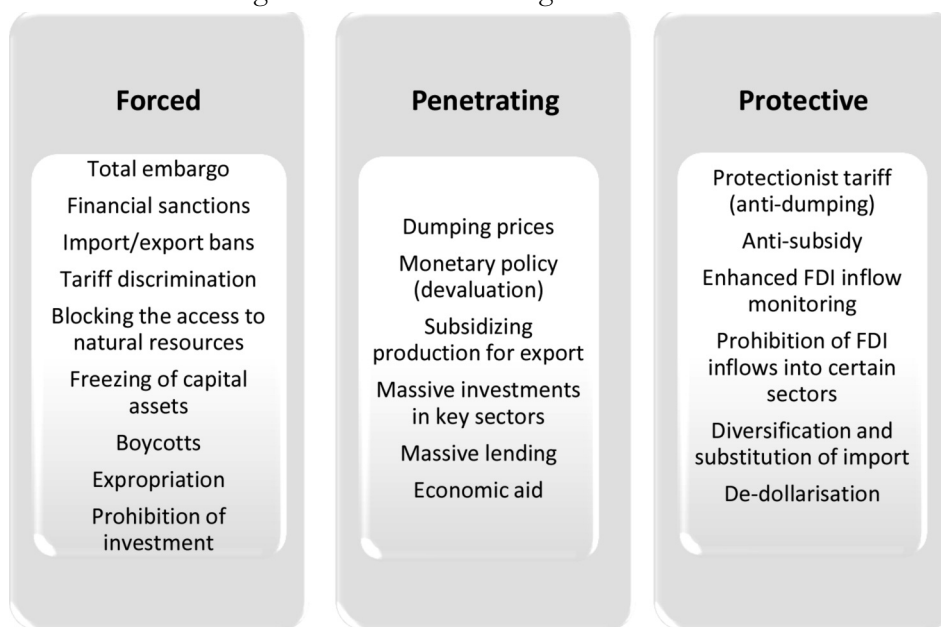 Forced
Total embargo
Financial sanctions
Import/export bans
Tariff discrimination
Blocking the access to
natural resources
Freezing of capital
assets
Boycotts
Expropriation
Prohibition of
investment
Penetrating
Dumping prices
Monetary policy
(devaluation)
Subsidizing
production for export
Massive investments
in key sectors
Massive lending
Economic aid
Protective
Protectionist tariff
(anti-dumping)
Anti-subsidy
Enhanced FDI inflow
monitoring
Prohibition of FDI
inflows into certain
sectors
Diversification and
substitution of import
De-dollarisation